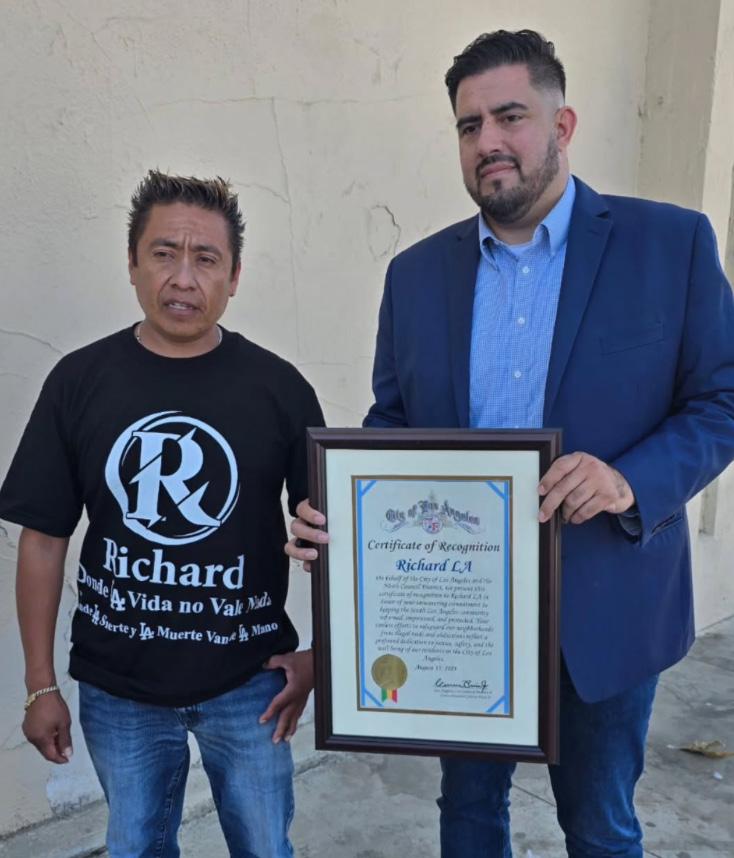 R
Richard
Donde LA Vida no Vale Nada
LA Suerte y LA Muerte Van de LA Mano
City of Los Angeles
Certificate of Recognition
Richard LA
On behalf of the City of Los Angeles and the
Ninth Council District, we present this
certificate of recognition to Richard LA in
honor of your unwavering commitment to
keeping the South Los Angeles community
informed, empowered, and protected. Your
tireless efforts to safeguard our neighborhoods
from illegal raids and abductions reflect a
profound dedication to justice, safety, and the
well-being of our residents in the City of Los
Angeles.
August 17, 2025